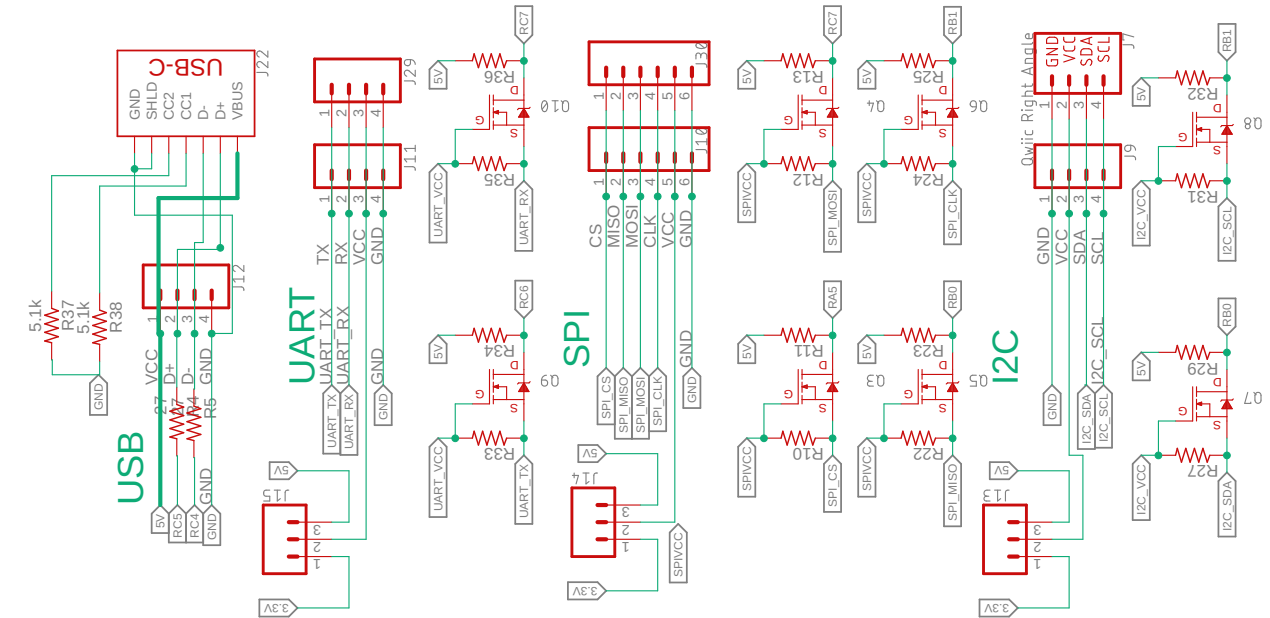 USB-C
J22
GND
SHLD
CC2
CC1
D-
D+
VBUS
J12
1
2
3
4
VCC
D+
D-
GND
5.1k
R37
5.1k
R38
GND
27
R4
27
R5
GND
USB
5V
RC5
RC4
GND
J29
1
2
3
4
J11
1
2
3
4
TX
RX
VCC
GND
UART
UART_TX
UART_RX
GND
UART_TX
UART_RX
GND
5V
J15
3
2
1
3.3V
RC7
5V
R36
D
G
S
Q10
R35
UART_VCC
UART_RX
RC6
5V
R34
D
G
S
Q9
R33
UART_VCC
UART_TX
J30
1
2
3
4
5
6
J10
1
2
3
4
5
6
CS
MISO
MOSI
CLK
VCC
GND
SPI
GND
SPI_CS
SPI_MISO
SPI_MOSI
SPI_CLK
GND
5V
J14
3
2
1
SPIVCC
3.3V
RC7
5V
R13
D
G
S
Q4
R12
SPIVCC
SPI_MOSI
RB1
5V
R25
D
G
S
Q6
R24
SPIVCC
SPI_CLK
RA5
5V
R11
D
G
S
Q3
R10
SPIVCC
SPI_CS
RB0
5V
R23
D
G
S
Q5
R22
SPIVCC
SPI_MISO
Qwiic Right Angle
GND
VCC
SDA
SCL
J7
1
2
3
4
J9
1
2
3
4
GND
VCC
SDA
SCL
I2C
I2C_SCL
GND
I2C_SDA
I2C_SCL
5V
J13
3
2
1
3.3V
RB1
5V
R32
D
G
S
Q8
R31
I2C_VCC
I2C_SCL
RB0
5V
R29
D
G
S
Q7
R27
I2C_VCC
I2C_SDA